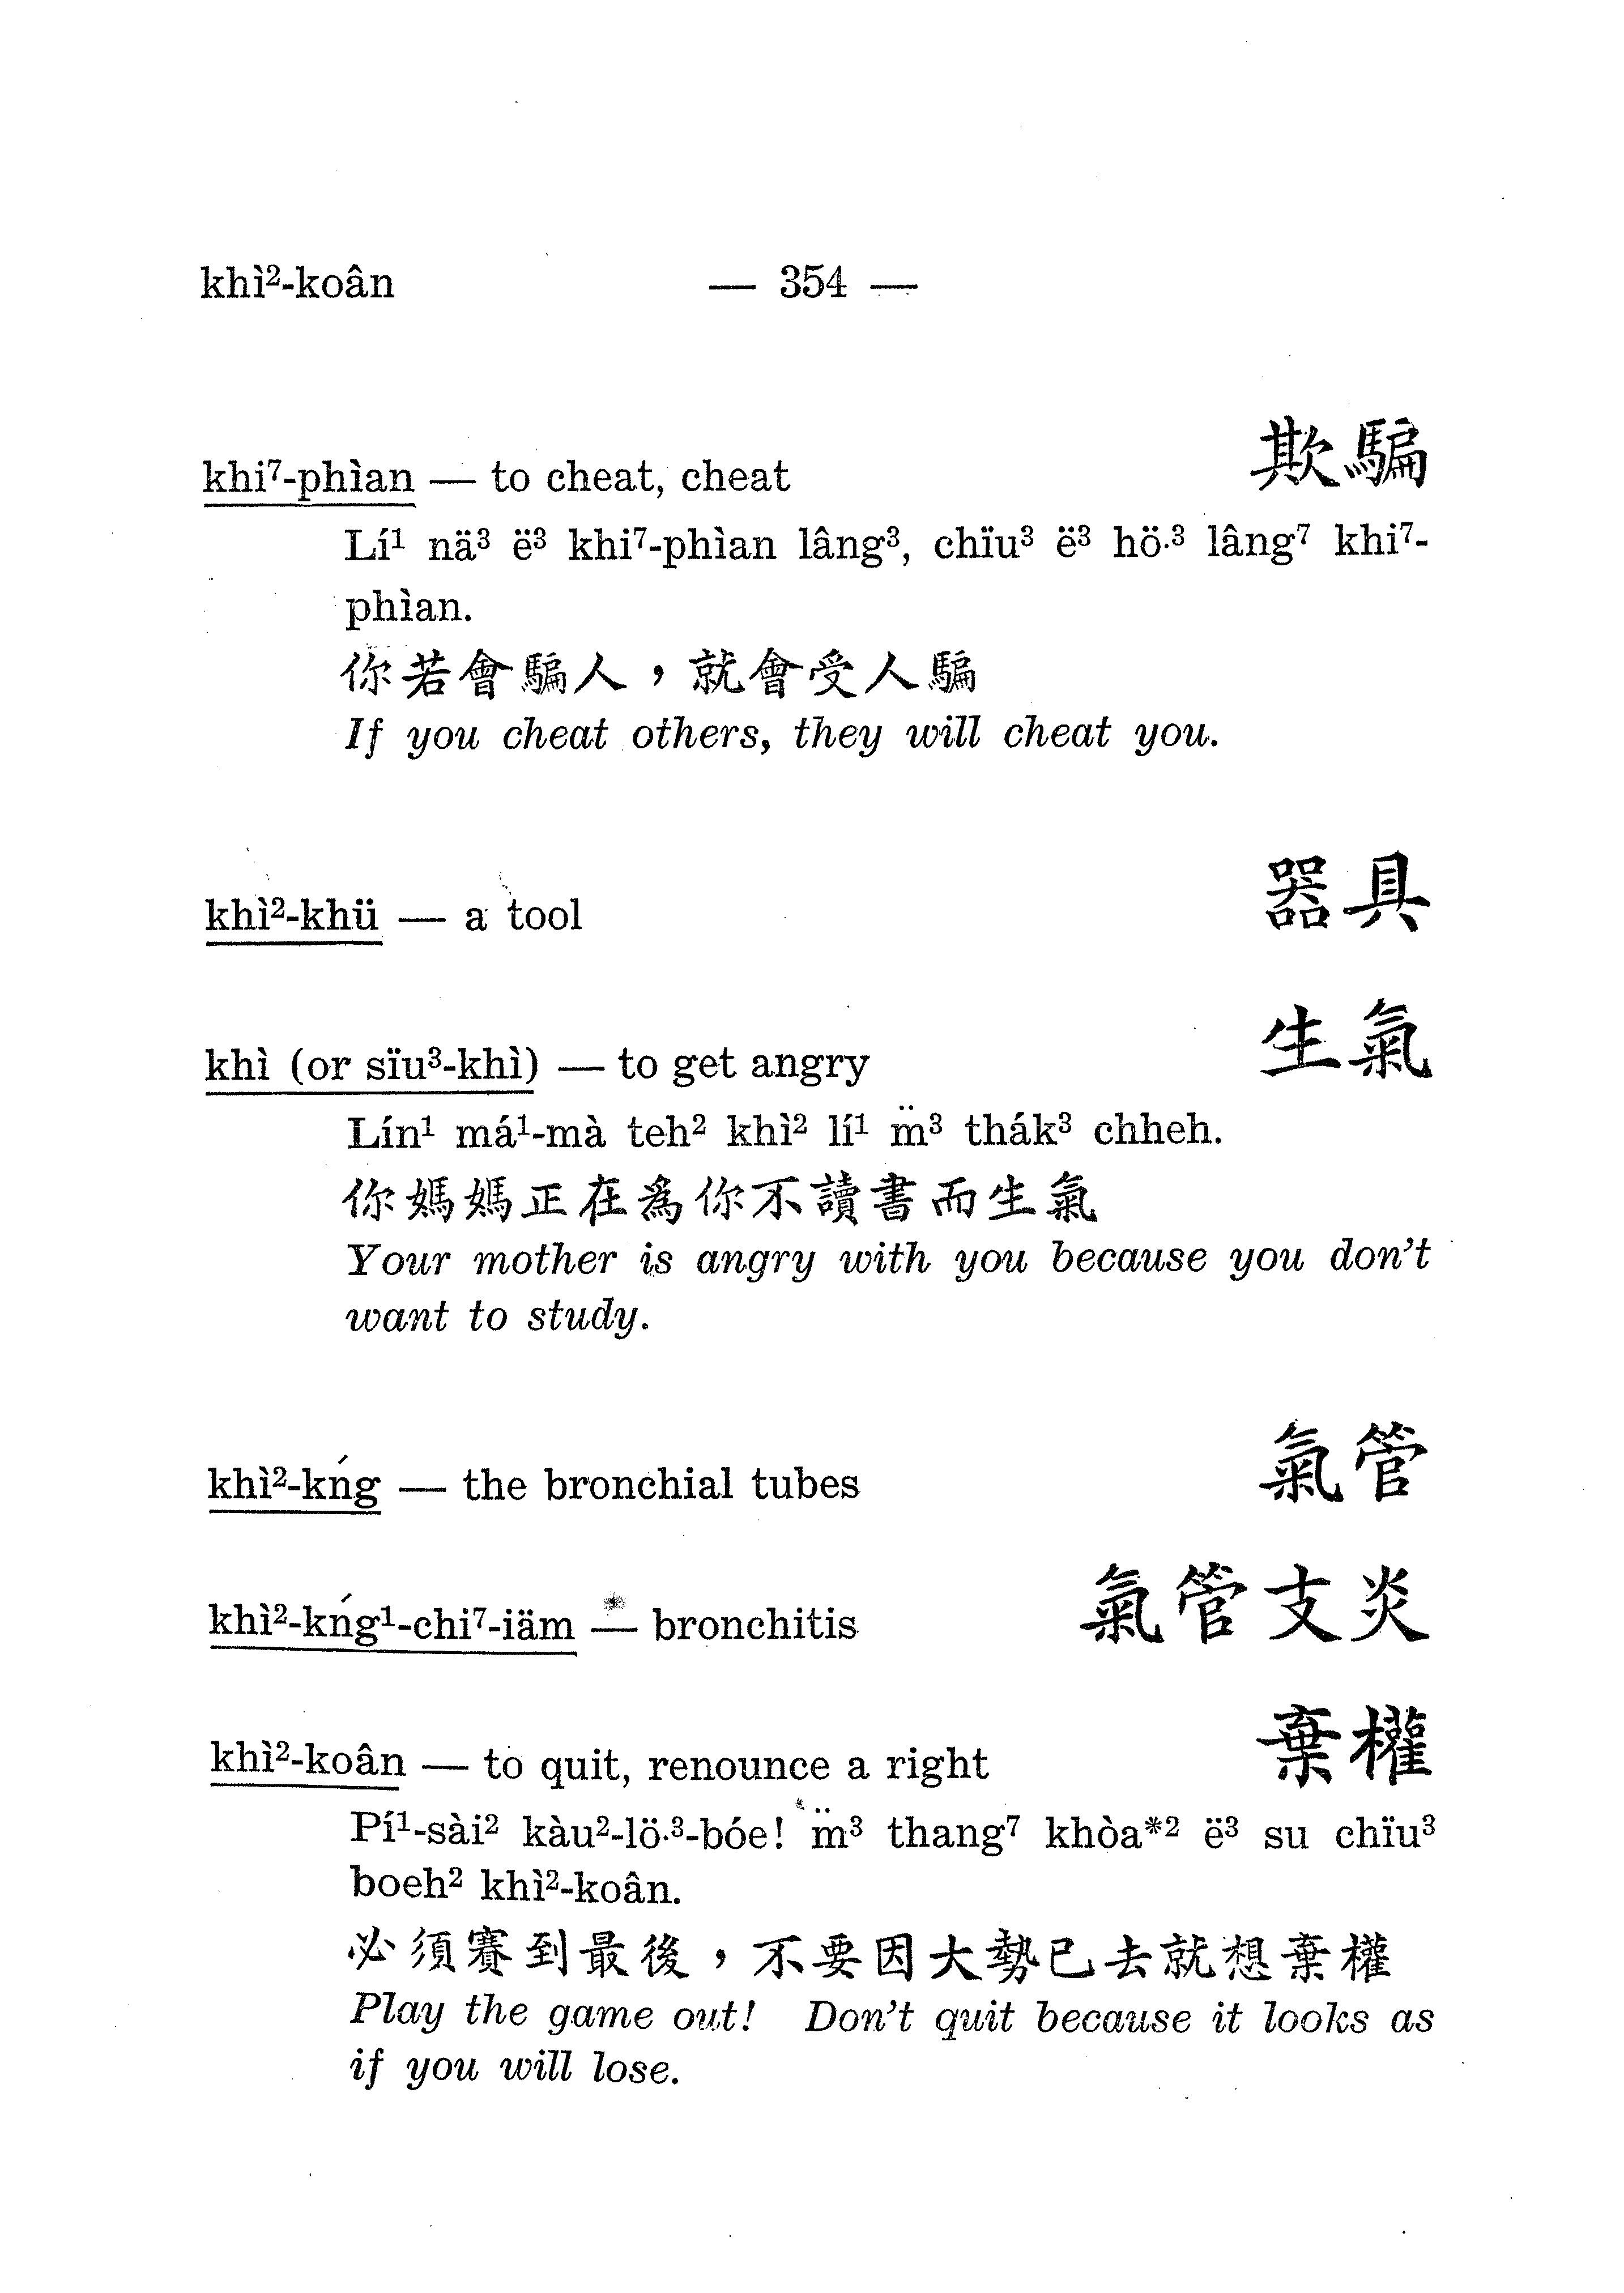 khì²-koân — 354 —
khi⁷-phìan — to cheat, cheat 欺騙
Lí¹ nä³ ë³ khi⁷-phìan lâng³, chïu³ ë³ hö·³ lâng⁷ khi⁷-
phìan.
你若會騙人，就會受人騙
If you cheat others, they will cheat you.
khì²-khü — a tool 器具
khì (or sïu³-khì) — to get angry 生氣
Lín¹ má¹-mà teh² khì² lí¹ m̈³ thák³ chheh.
你媽媽正在為你不讀書而生氣
Your mother is angry with you because you don't
want to study.
khì²-kńg — the bronchial tubes 氣管
khì²-kńg¹-chi⁷-iäm — bronchitis 氣管支炎
khì²-koân — to quit, renounce a right 棄權
Pí¹-sài² kàu²-lö·³-bóe! m̈³ thang⁷ khòa*² ë³ su chïu³
boeh² khì²-koân.
必須賽到最後，不要因大勢已去就想棄權
Play the game out! Don't quit because it looks as
if you will lose.